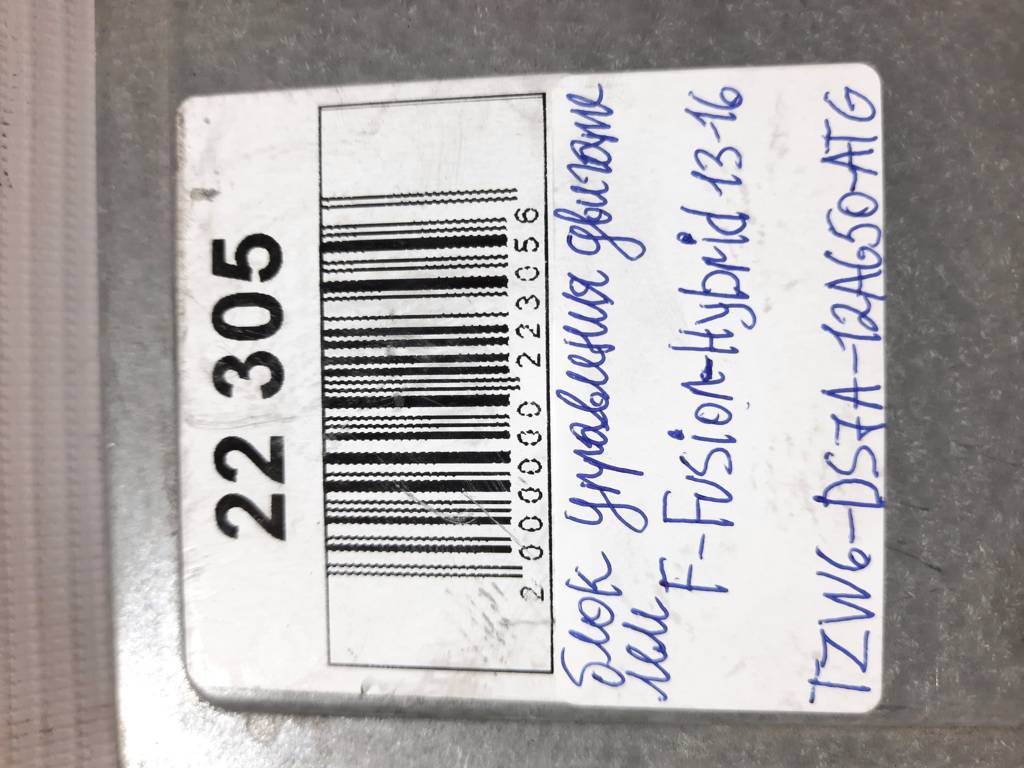 22 305
2 000000 223056
блок управления двигате
лем F-Fusion-Hybrid 13-16
TZW6-DS7A-12A650-ATG